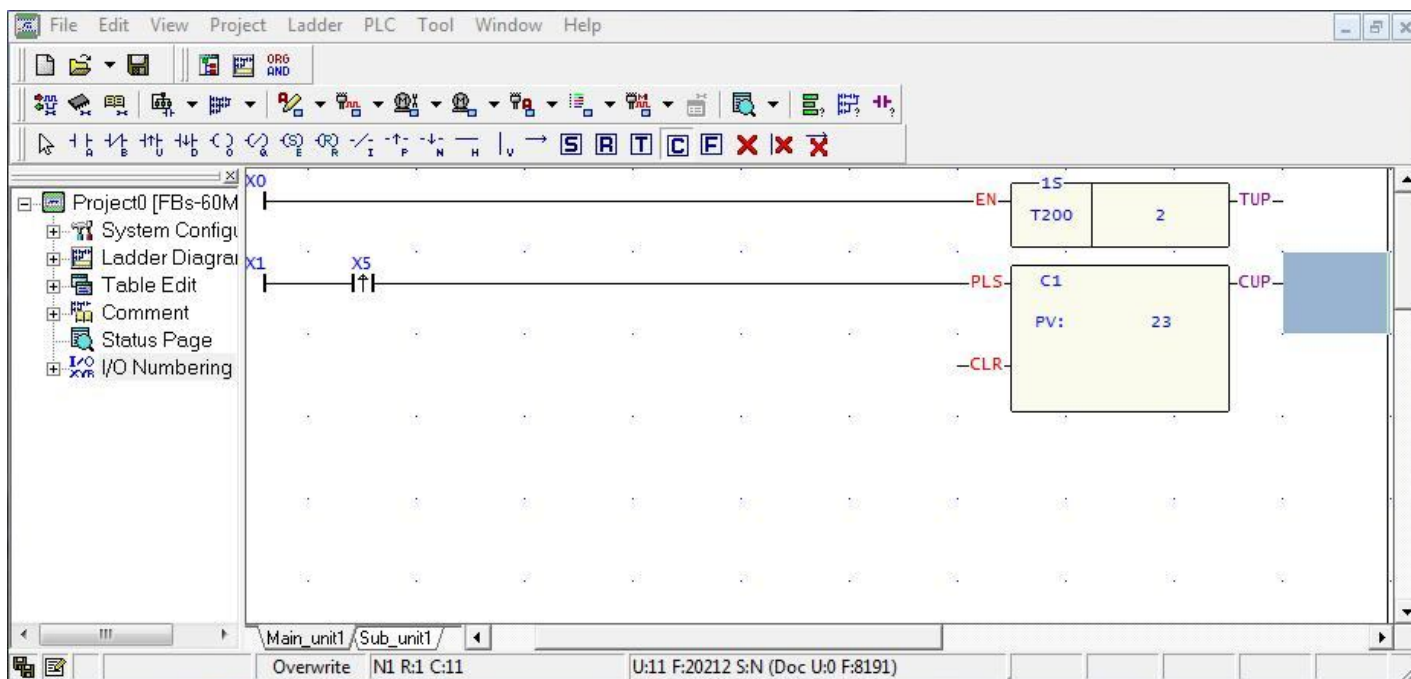 File Edit View Project Ladder PLC Tool Window Help
ORG
AND
A B U D O Q E R I P N H V S R T C F
Project0 [FBs-60M
System Configu
Ladder Diagra
Table Edit
Comment
Status Page
I/O Numbering
X0
EN 1S TUP
T200 2
X1 X5
PLS C1 CUP
PV: 23
CLR
Main_unit1 Sub_unit1
Overwrite N1 R:1 C:11 U:11 F:20212 S:N (Doc U:0 F:8191)